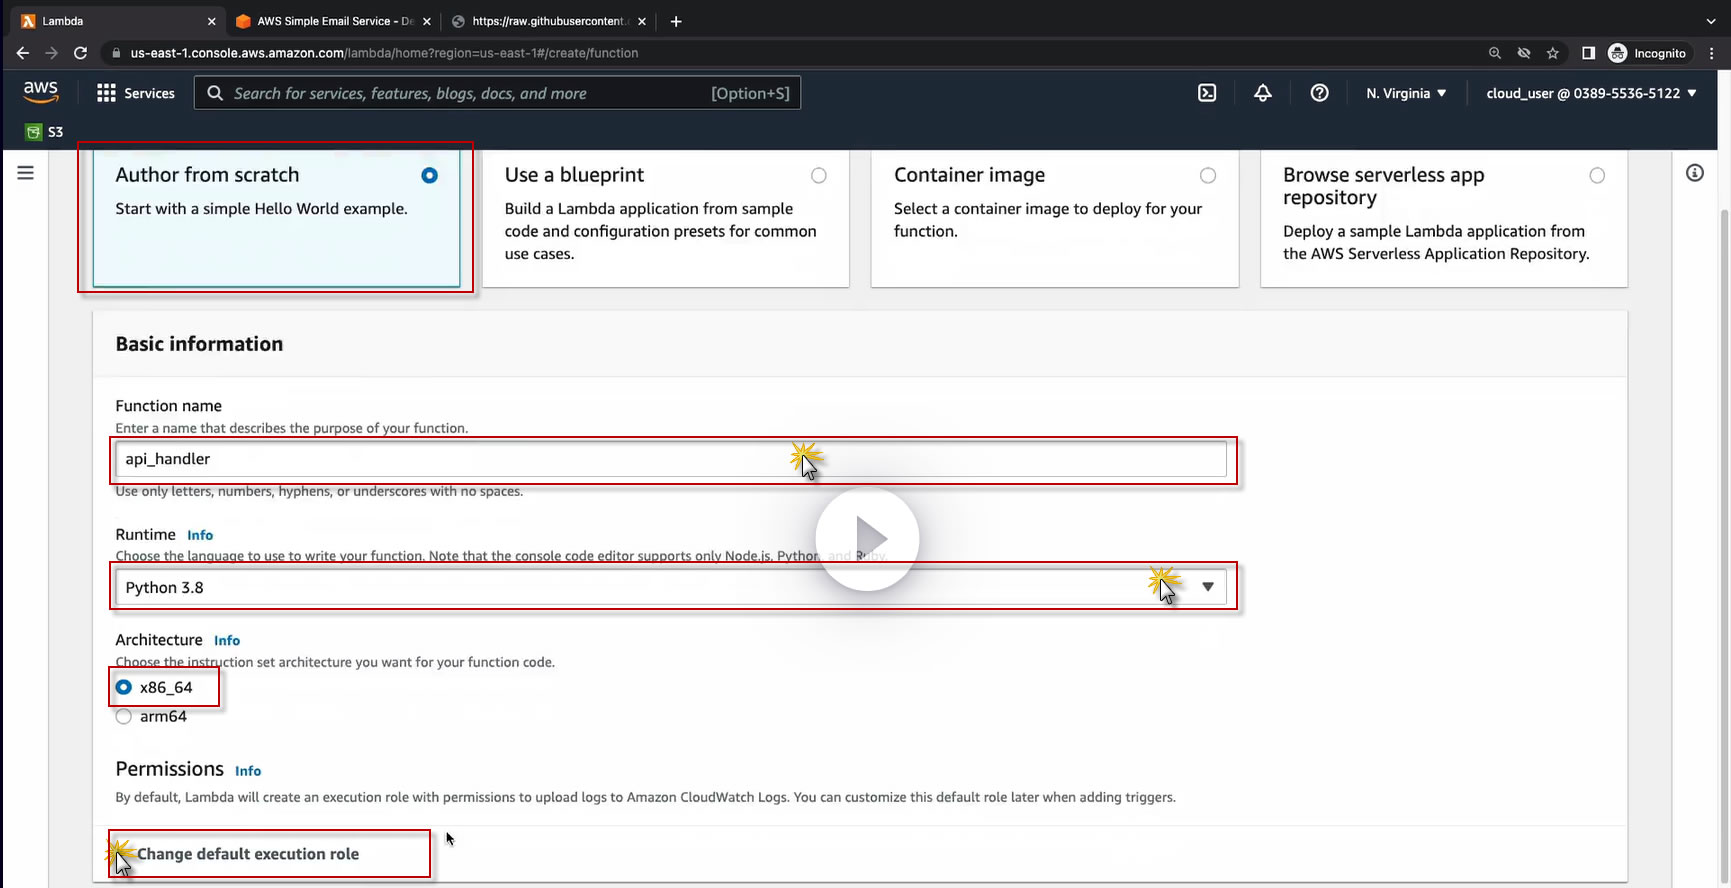 Lambda
AWS Simple Email Service - De
https://raw.githubusercontent.
us-east-1.console.aws.amazon.com/lambda/home?region=us-east-1#/create/function
Incognito
aws
Services
Search for services, features, blogs, docs, and more
[Option+S]
N. Virginia
cloud_user @ 0389-5536-5122
S3
Author from scratch
Start with a simple Hello World example.
Use a blueprint
Build a Lambda application from sample
code and configuration presets for common
use cases.
Container image
Select a container image to deploy for your
function.
Browse serverless app
repository
Deploy a sample Lambda application from
the AWS Serverless Application Repository.
Basic information
Function name
Enter a name that describes the purpose of your function.
api_handler
Use only letters, numbers, hyphens, or underscores with no spaces.
Runtime Info
Choose the language to use to write your function. Note that the console code editor supports only Node.js, Python, and Ruby.
Python 3.8
Architecture Info
Choose the instruction set architecture you want for your function code.
x86_64
arm64
Permissions Info
By default, Lambda will create an execution role with permissions to upload logs to Amazon CloudWatch Logs. You can customize this default role later when adding triggers.
Change default execution role